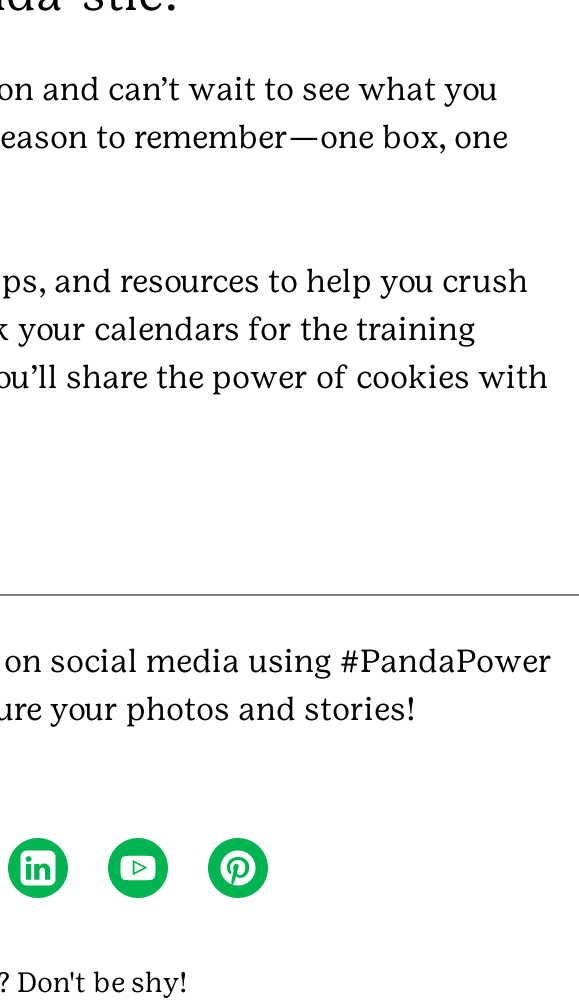 on and can’t wait to see what you
eason to remember—one box, one
ps, and resources to help you crush
k your calendars for the training
ou’ll share the power of cookies with
on social media using #PandaPower
ure your photos and stories!
in
? Don't be shy!